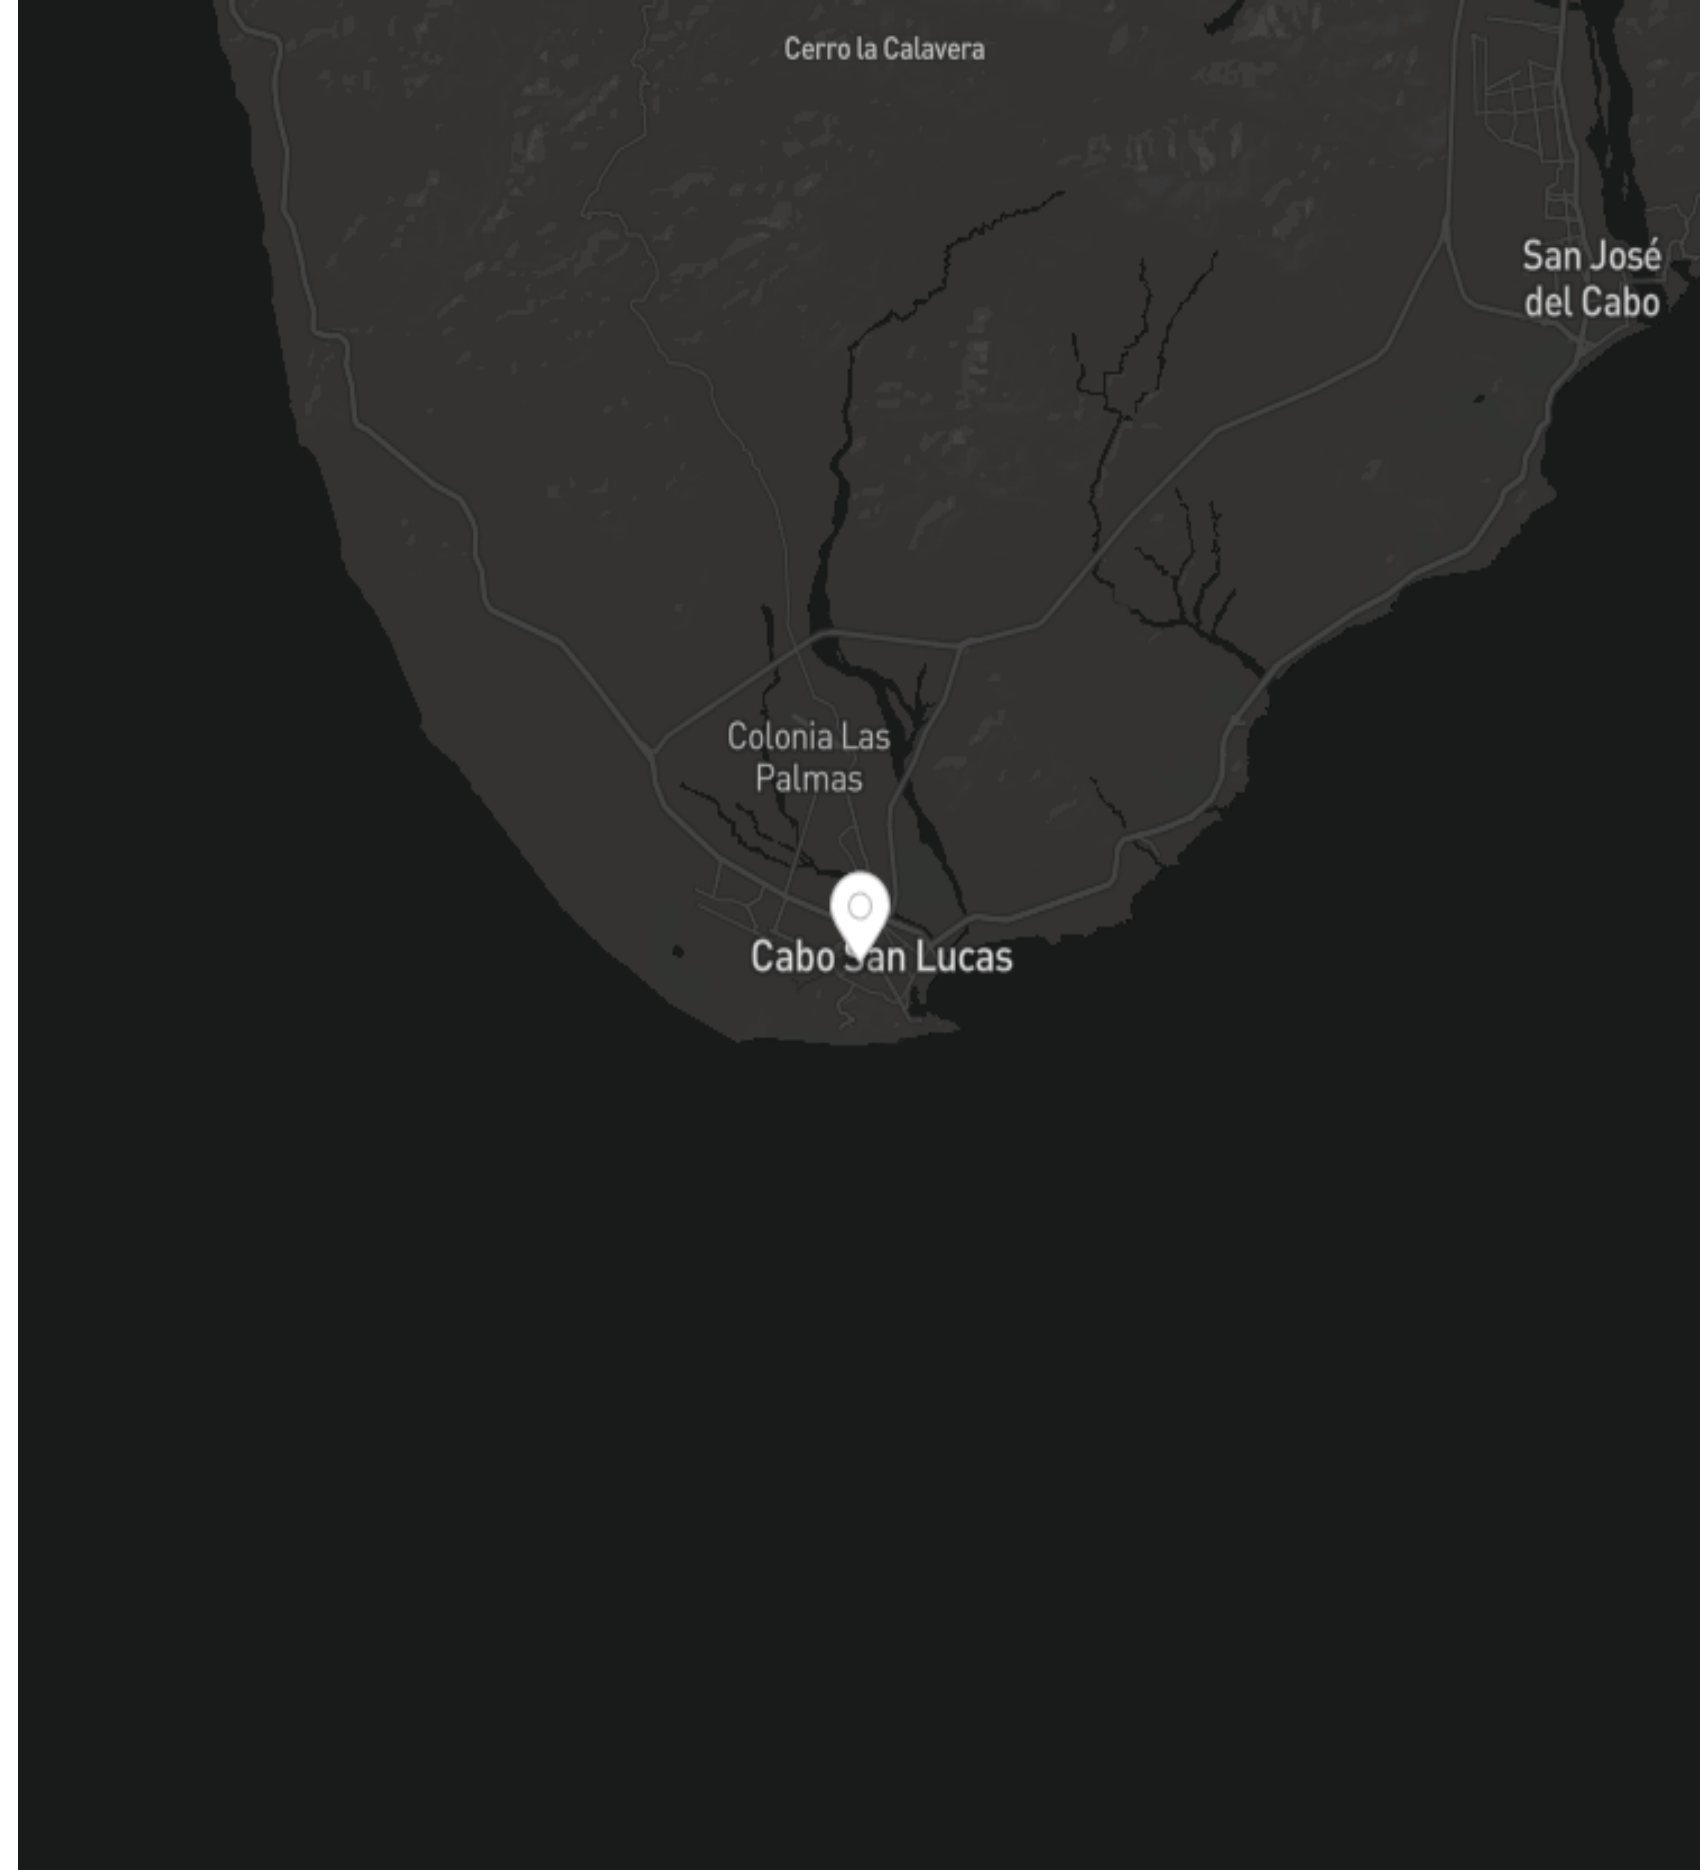 Cerro la Calavera
San José
del Cabo
Colonia Las
Palmas
Cabo San Lucas